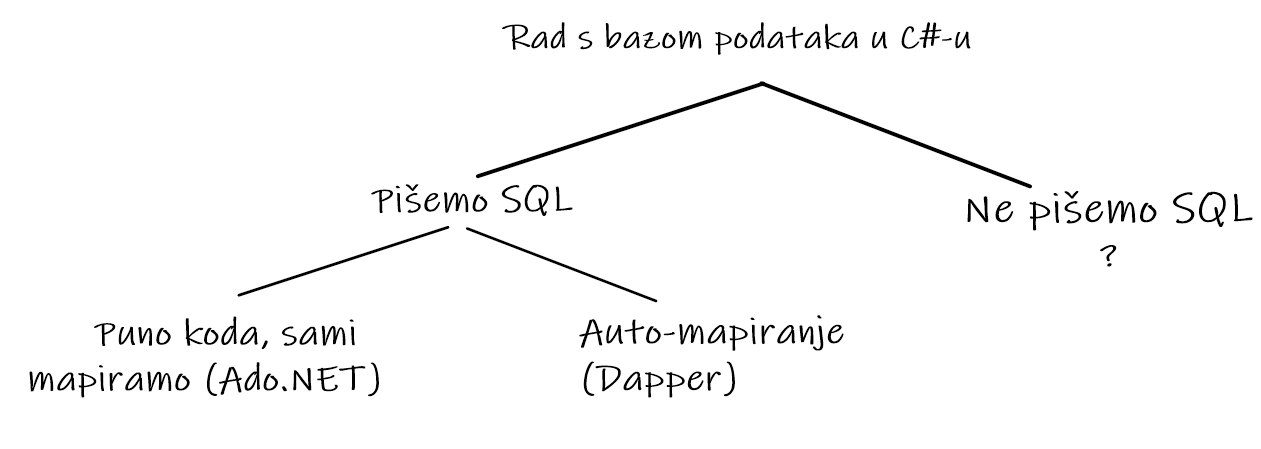 Rad s bazom podataka u C#-u
Pišemo SQL
Ne pišemo SQL
?
Puno koda, sami
mapiramo (Ado.NET)
Auto-mapiranje
(Dapper)